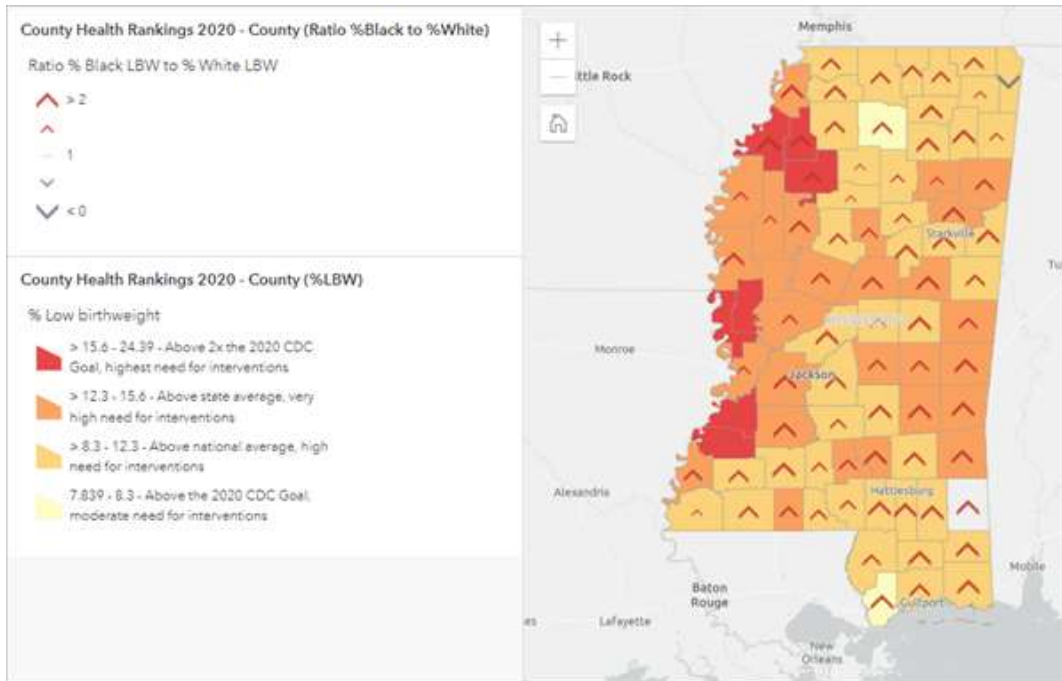 County Health Rankings 2020 - County (Ratio %Black to %White)
Ratio % Black LBW to % White LBW
> 2
1
< 0
County Health Rankings 2020 - County (%LBW)
% Low birthweight
> 15.6 - 24.39 - Above 2x the 2020 CDC
Goal, highest need for interventions
> 12.3 - 15.6 - Above state average, very
high need for interventions
> 8.3 - 12.3 - Above national average, high
need for interventions
7.839 - 8.3 - Above the 2020 CDC Goal,
moderate need for interventions
+
Memphis
ttle Rock
−
Starkville
Tu
Monroe
Jackson
Alexandria
Hattiesburg
Mobile
Baton
Rouge
Gulfport
es
Lafayette
New
Orleans